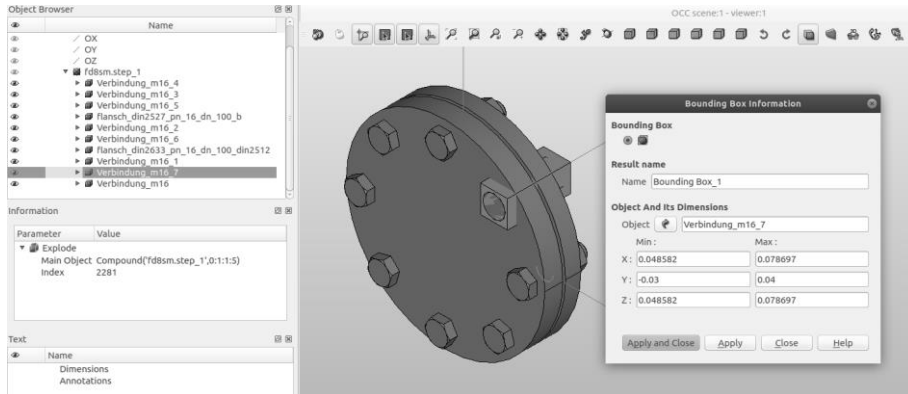 Object Browser
Name
OX
OY
OZ
fd8sm.step_1
Verbindung_m16_4
Verbindung_m16_3
Verbindung_m16_5
flansch_din2527_pn_16_dn_100_b
Verbindung_m16_2
Verbindung_m16_6
flansch_din2633_pn_16_dn_100_din2512
Verbindung_m16_1
Verbindung_m16_7
Verbindung_m16
Information
Parameter Value
Explode
Main Object Compound('fd8sm.step_1',0:1:1:5)
Index 2281
Text
Name
Dimensions
Annotations
OCC scene:1 - viewer:1
Bounding Box Information
Bounding Box
Result name
Name Bounding Box_1
Object And Its Dimensions
Object Verbindung_m16_7
Min : Max :
X : 0.048582 0.078697
Y : -0.03 0.04
Z : 0.048582 0.078697
Apply and Close Apply Close Help